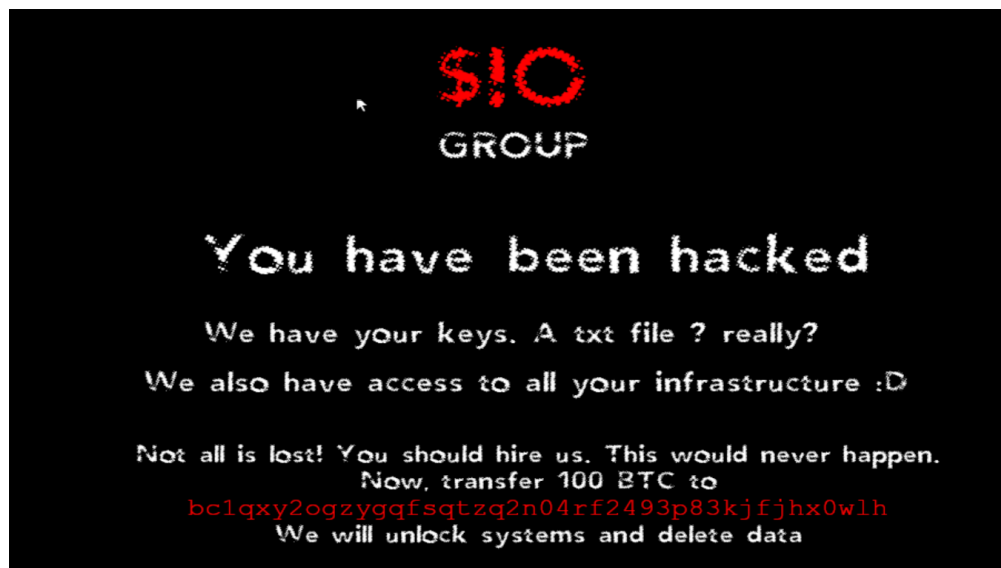 $!C
GROUP
You have been hacked
We have your keys. A txt file ? really?
We also have access to all your infrastructure :D
Not all is lost! You should hire us. This would never happen.
Now, transfer 100 BTC to
bc1qxy2ogzygqfsqtzq2n04rf2493p83kjfjhx0wlh
We will unlock systems and delete data